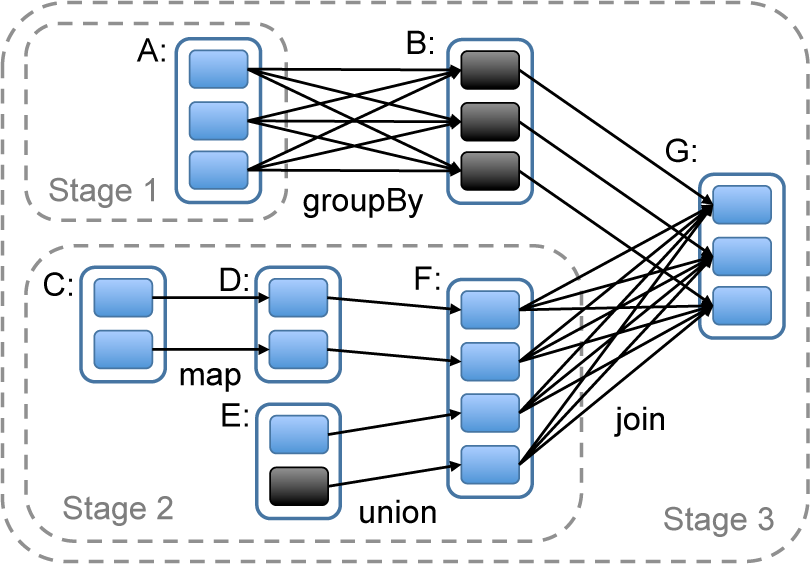 A:
B:
G:
Stage 1
groupBy
C:
D:
F:
map
E:
join
Stage 2
union
Stage 3